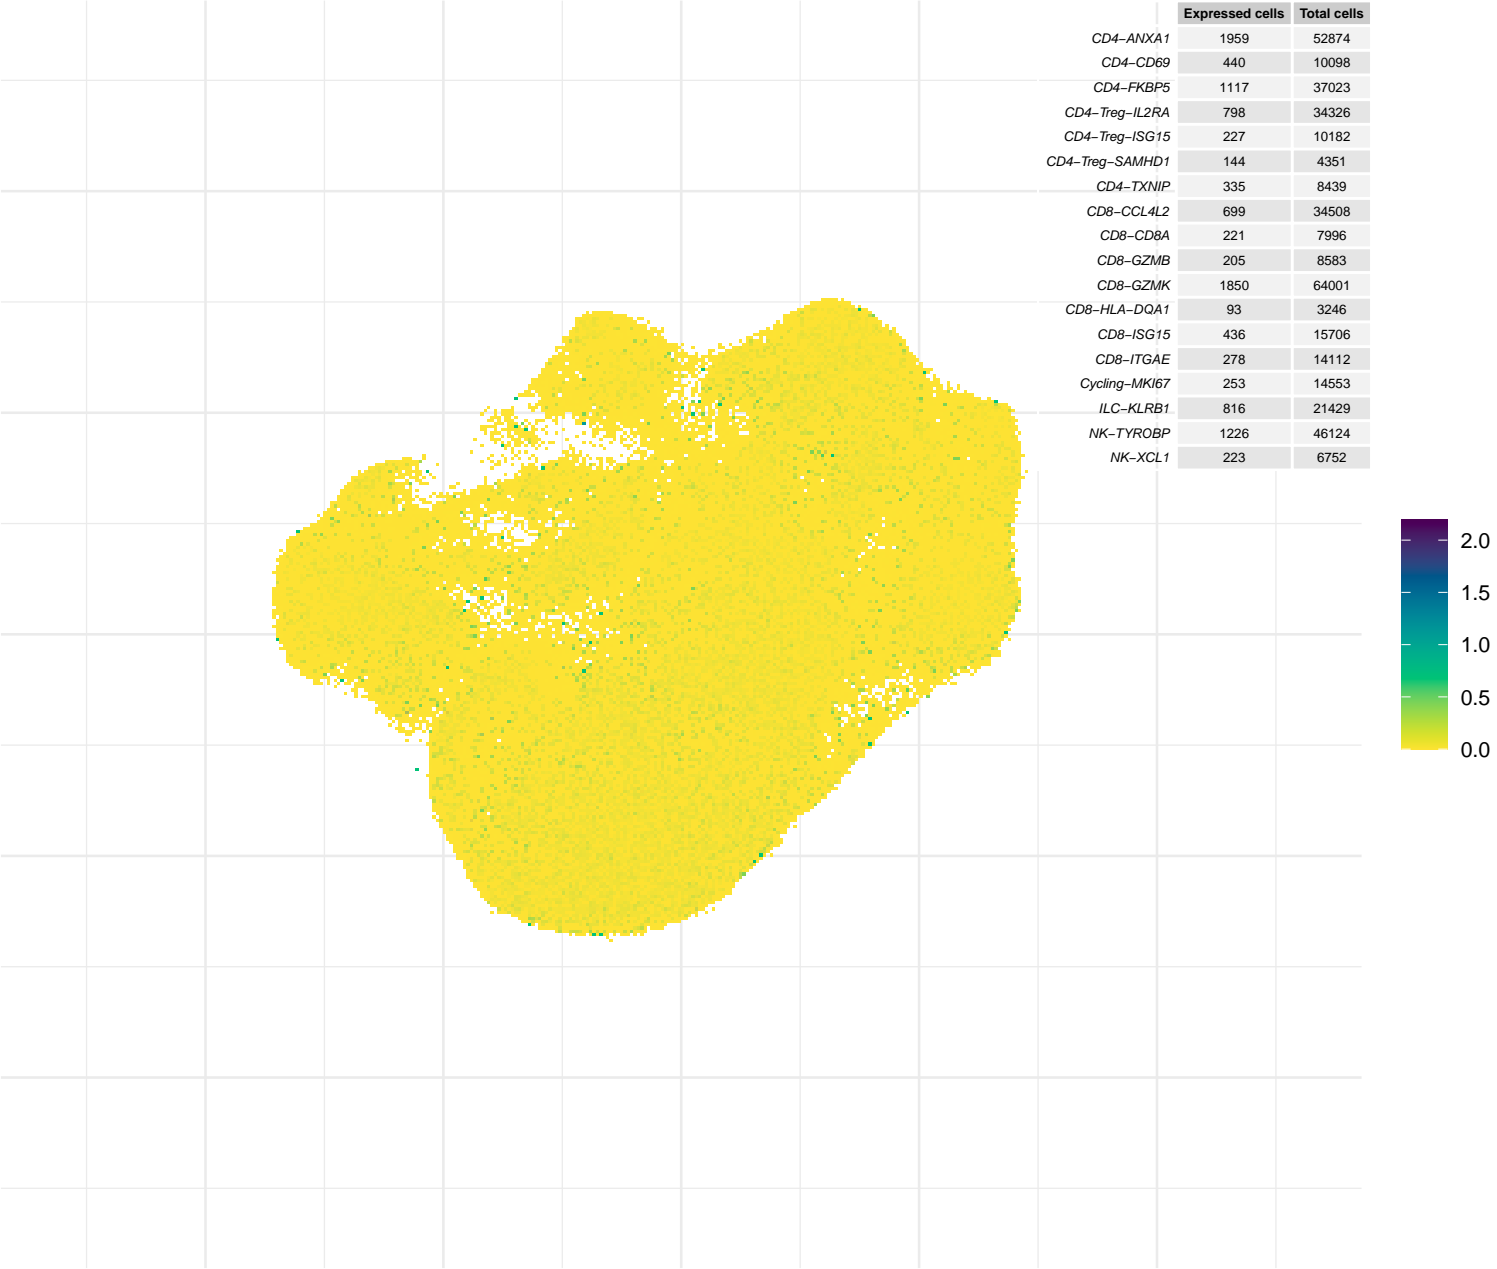 Expressed cells Total cells
CD4−ANXA1 1959 52874
CD4−CD69 440 10098
CD4−FKBP5 1117 37023
CD4−Treg−IL2RA 798 34326
CD4−Treg−ISG15 227 10182
CD4−Treg−SAMHD1 144 4351
CD4−TXNIP 335 8439
CD8−CCL4L2 699 34508
CD8−CD8A 221 7996
CD8−GZMB 205 8583
CD8−GZMK 1850 64001
CD8−HLA−DQA1 93 3246
CD8−ISG15 436 15706
CD8−ITGAE 278 14112
Cycling−MKI67 253 14553
ILC−KLRB1 816 21429
NK−TYROBP 1226 46124
NK−XCL1 223 6752
2.0
1.5
1.0
0.5
0.0